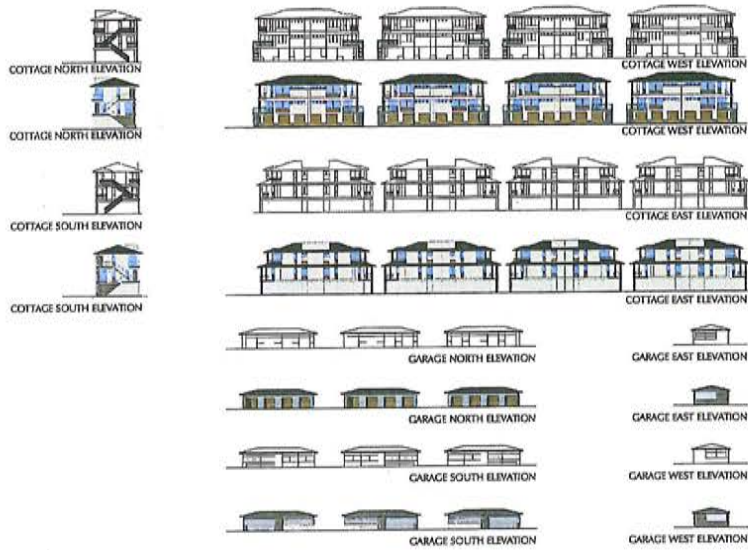 COTTAGE NORTH ELEVATION
COTTAGE WEST ELEVATION
COTTAGE NORTH ELEVATION
COTTAGE WEST ELEVATION
COTTAGE SOUTH ELEVATION
COTTAGE EAST ELEVATION
COTTAGE SOUTH ELEVATION
COTTAGE EAST ELEVATION
GARAGE NORTH ELEVATION
GARAGE EAST ELEVATION
GARAGE NORTH ELEVATION
GARAGE EAST ELEVATION
GARAGE SOUTH ELEVATION
GARAGE WEST ELEVATION
GARAGE SOUTH ELEVATION
GARAGE WEST ELEVATION